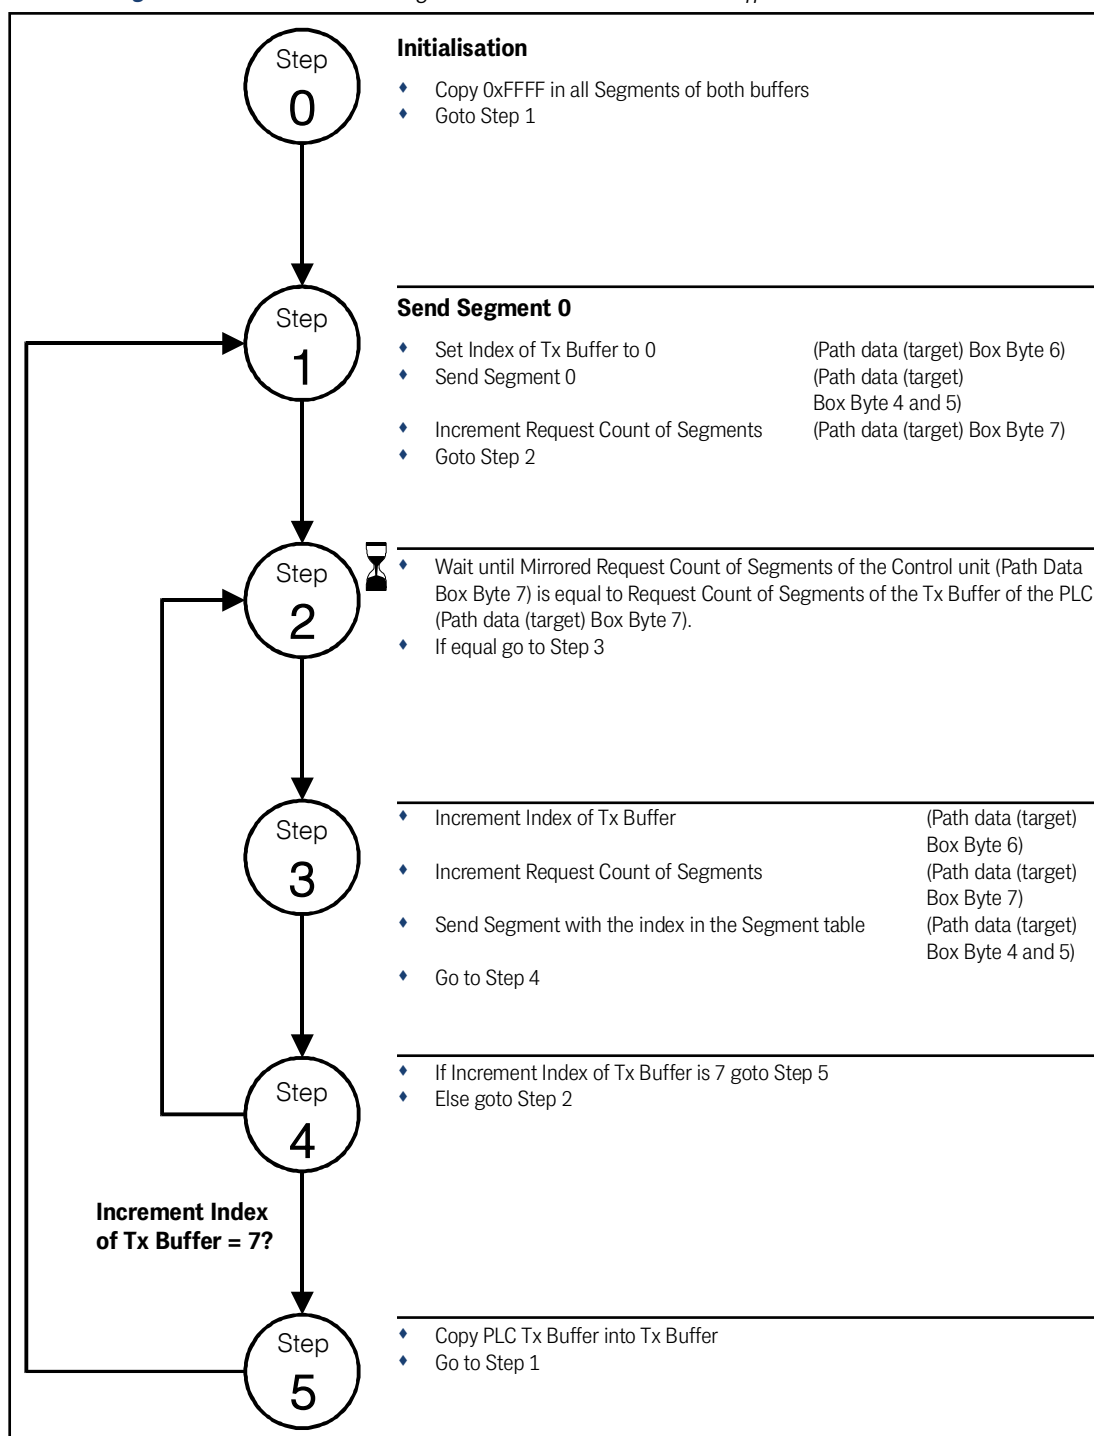 Step
0
Initialisation
♦ Copy 0xFFFF in all Segments of both buffers
♦ Goto Step 1
Step
1
Send Segment 0
♦ Set Index of Tx Buffer to 0 (Path data (target) Box Byte 6)
♦ Send Segment 0 (Path data (target)
Box Byte 4 and 5)
♦ Increment Request Count of Segments (Path data (target) Box Byte 7)
♦ Goto Step 2
Step
2
♦ Wait until Mirrored Request Count of Segments of the Control unit (Path Data
Box Byte 7) is equal to Request Count of Segments of the Tx Buffer of the PLC
(Path data (target) Box Byte 7).
♦ If equal go to Step 3
Step
3
♦ Increment Index of Tx Buffer (Path data (target)
Box Byte 6)
♦ Increment Request Count of Segments (Path data (target)
Box Byte 7)
♦ Send Segment with the index in the Segment table (Path data (target)
Box Byte 4 and 5)
♦ Go to Step 4
Step
4
♦ If Increment Index of Tx Buffer is 7 goto Step 5
♦ Else goto Step 2
Increment Index
of Tx Buffer = 7?
Step
5
♦ Copy PLC Tx Buffer into Tx Buffer
♦ Go to Step 1